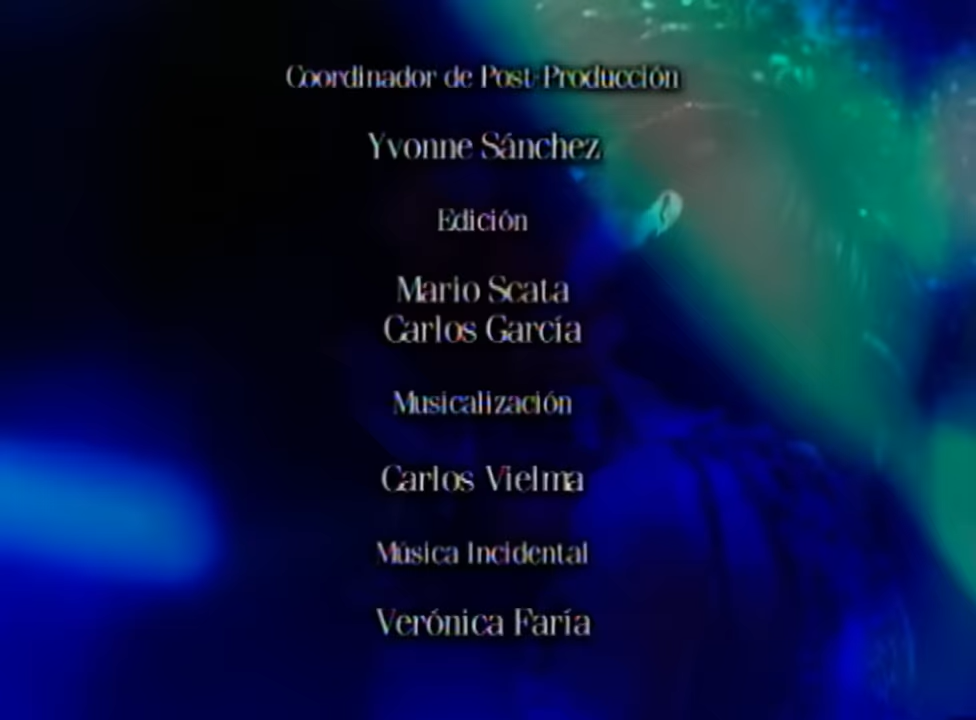 Coordinador de Post-Producción
Yvonne Sánchez
Edición
Mario Scata
Carlos García
Musicalización
Carlos Vielma
Música Incidental
Verónica Faría